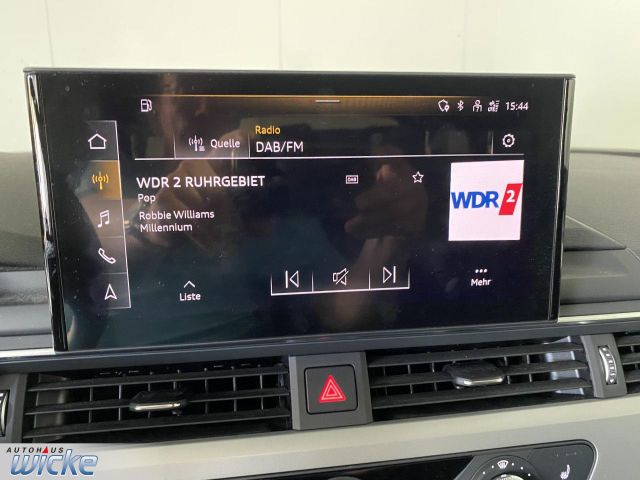 15:44
Radio
Quelle
DAB/FM
WDR 2 RUHRGEBIET
DAB
Pop
Robbie Williams
Millennium
WDR 2
Liste
Mehr
AUTOHAUS
WICKE